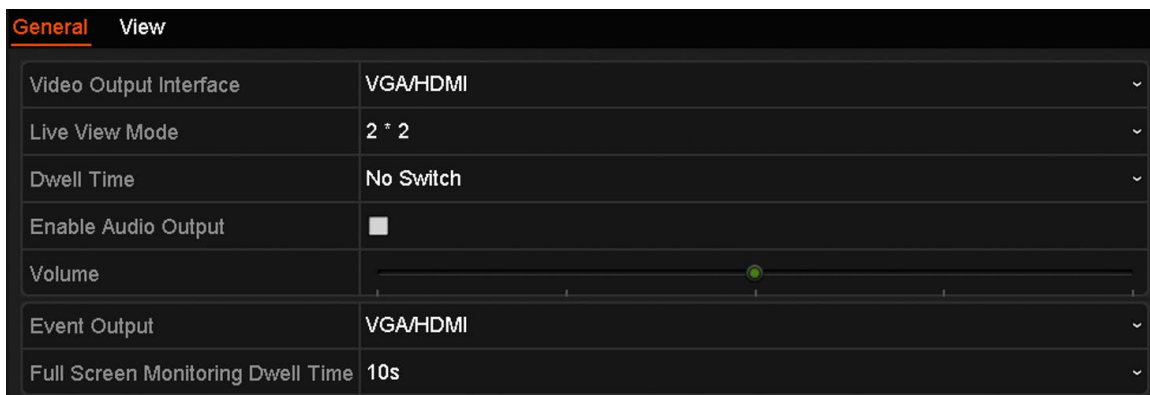 General View
Video Output Interface VGA/HDMI
Live View Mode 2 * 2
Dwell Time No Switch
Enable Audio Output
Volume
Event Output VGA/HDMI
Full Screen Monitoring Dwell Time 10s